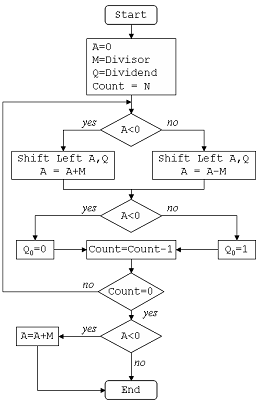 Start
A=0
M=Divisor
Q=Dividend
Count = N
A<0
yes
no
Shift Left A,Q
A = A+M
Shift Left A,Q
A = A-M
A<0
yes
no
Q₀=0
Count=Count-1
Q₀=1
Count=0
no
yes
A<0
yes
no
A=A+M
End